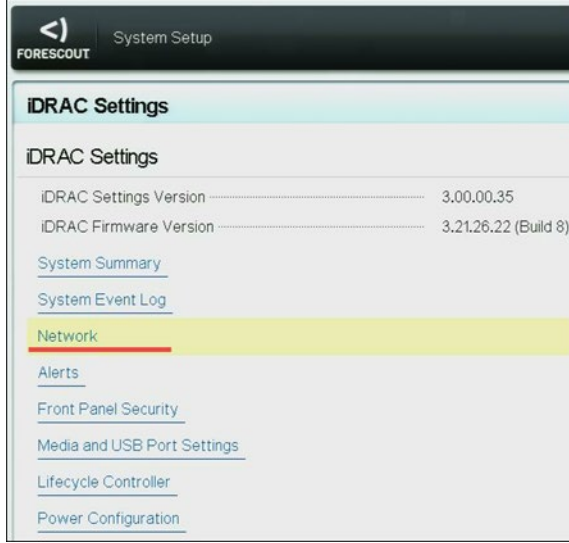 <)
FORESCOUT
System Setup
iDRAC Settings
iDRAC Settings
iDRAC Settings Version 3.00.00.35
iDRAC Firmware Version 3.21.26.22 (Build 8)
System Summary
System Event Log
Network
Alerts
Front Panel Security
Media and USB Port Settings
Lifecycle Controller
Power Configuration